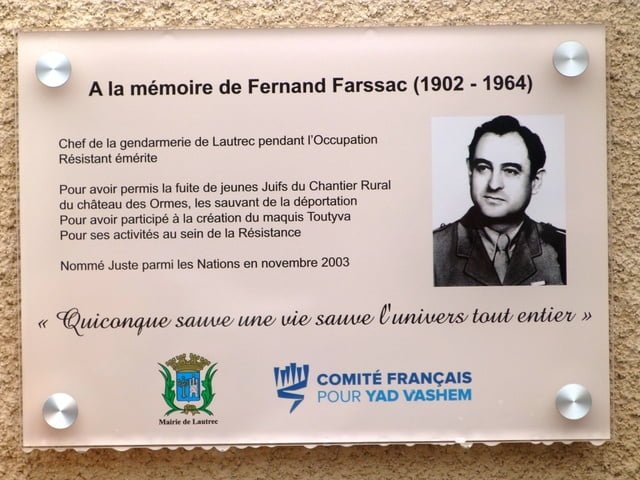 A la mémoire de Fernand Farssac (1902 - 1964)
Chef de la gendarmerie de Lautrec pendant l'Occupation
Résistant émérite
Pour avoir permis la fuite de jeunes Juifs du Chantier Rural
du château des Ormes, les sauvant de la déportation
Pour avoir participé à la création du maquis Toutyva
Pour ses activités au sein de la Résistance
Nommé Juste parmi les Nations en novembre 2003
« Quiconque sauve une vie sauve l'univers tout entier »
Mairie de Lautrec
COMITÉ FRANÇAIS
POUR YAD VASHEM